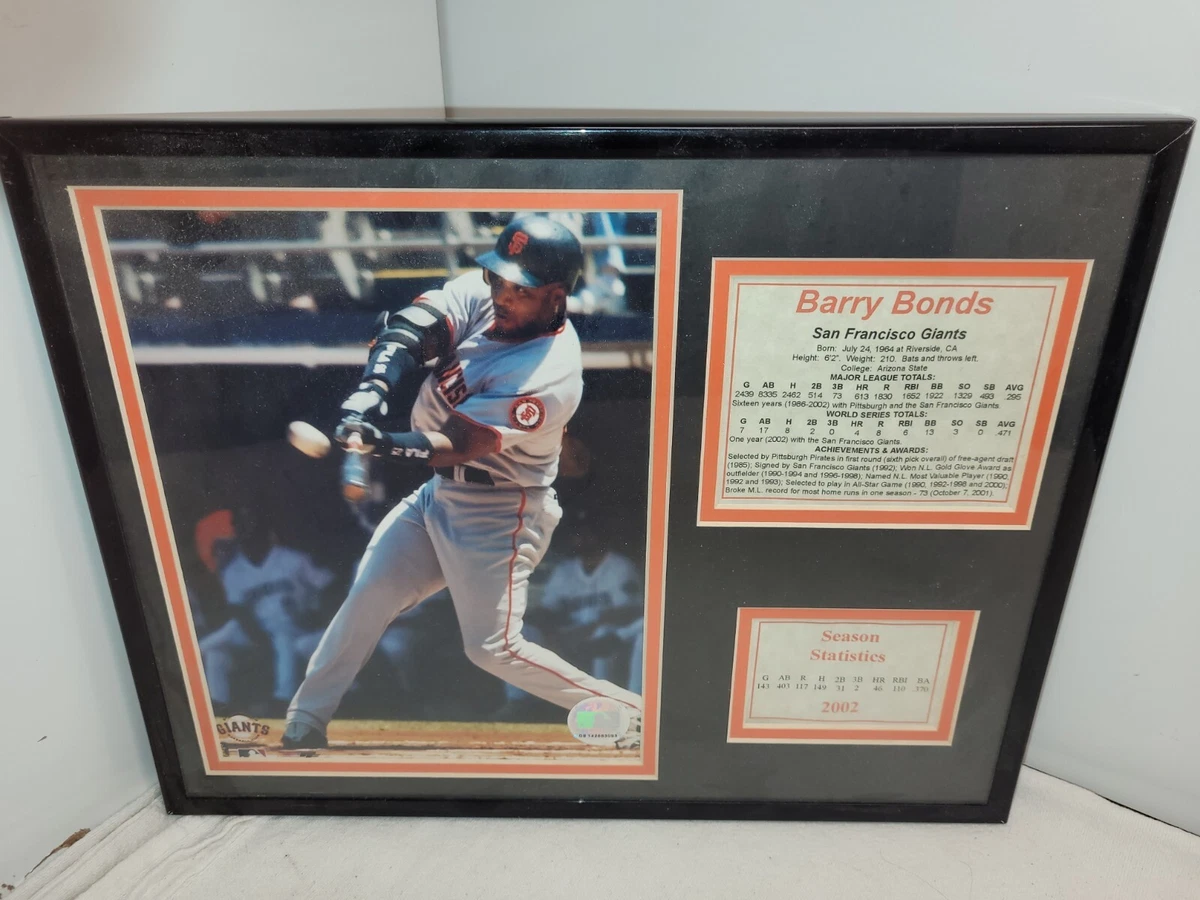 Barry Bonds
San Francisco Giants
Born: July 24, 1964 at Riverside, CA
Height: 6'2". Weight: 210. Bats and throws left.
College: Arizona State
MAJOR LEAGUE TOTALS:
G AB H 2B 3B HR R RBI BB SO SB AVG
2439 8335 2462 514 73 613 1830 1652 1922 1329 493 .295
Sixteen years (1986-2002) with Pittsburgh and the San Francisco Giants.
WORLD SERIES TOTALS:
G AB H 2B 3B HR R RBI BB SO SB AVG
7 17 8 2 0 4 8 6 13 3 0 .471
One year (2002) with the San Francisco Giants.
ACHIEVEMENTS & AWARDS:
Selected by Pittsburgh Pirates in first round (sixth pick overall) of free-agent draft
(1985); Signed by San Francisco Giants (1992); Won N.L. Gold Glove Award as
outfielder (1990-1994 and 1996-1998); Named N.L. Most Valuable Player (1990,
1992 and 1993); Selected to play in All-Star Game (1990, 1992-1998 and 2000);
Broke M.L. record for most home runs in one season - 73 (October 7, 2001).
Season
Statistics
G AB R H 2B 3B HR RBI BA
143 403 117 149 31 2 46 110 .370
2002
SF
GIANTS